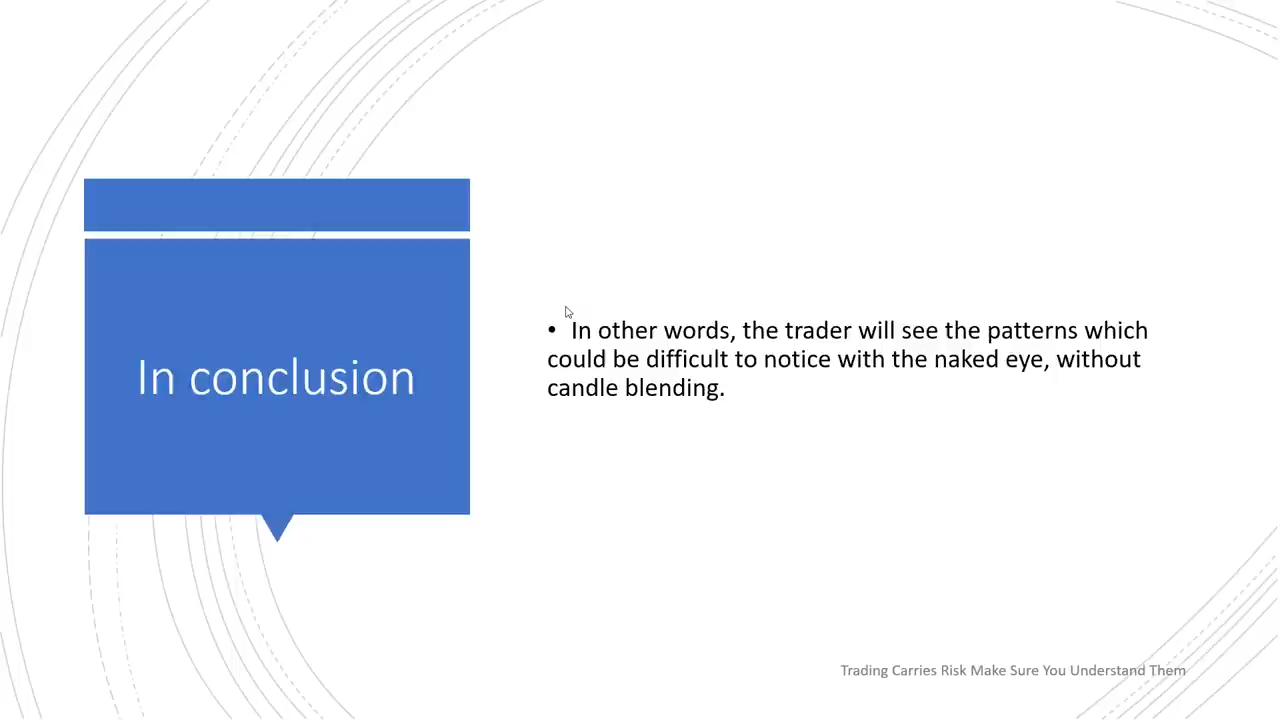 In conclusion
• In other words, the trader will see the patterns which
could be difficult to notice with the naked eye, without
candle blending.
Trading Carries Risk Make Sure You Understand Them